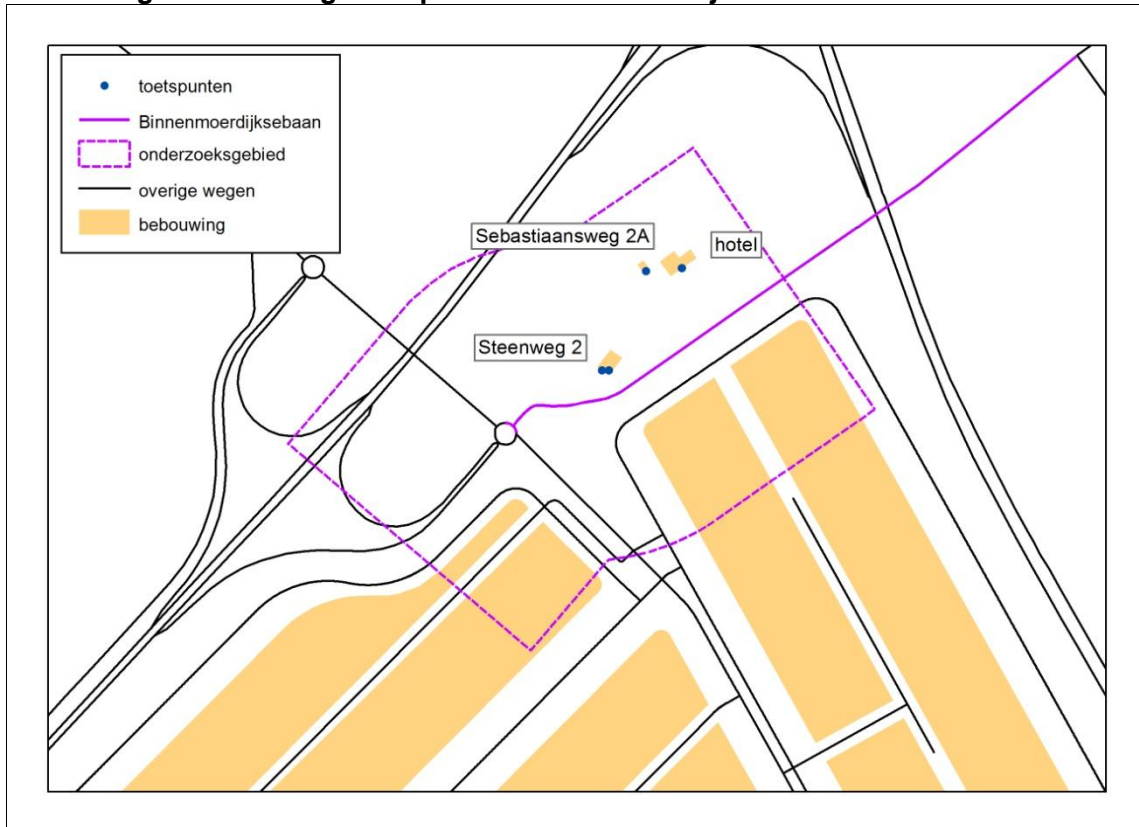 toetspunten
Binnenmoerdijksebaan
onderzoeksgebied
overige wegen
bebouwing
Sebastiaansweg 2A
hotel
Steenweg 2